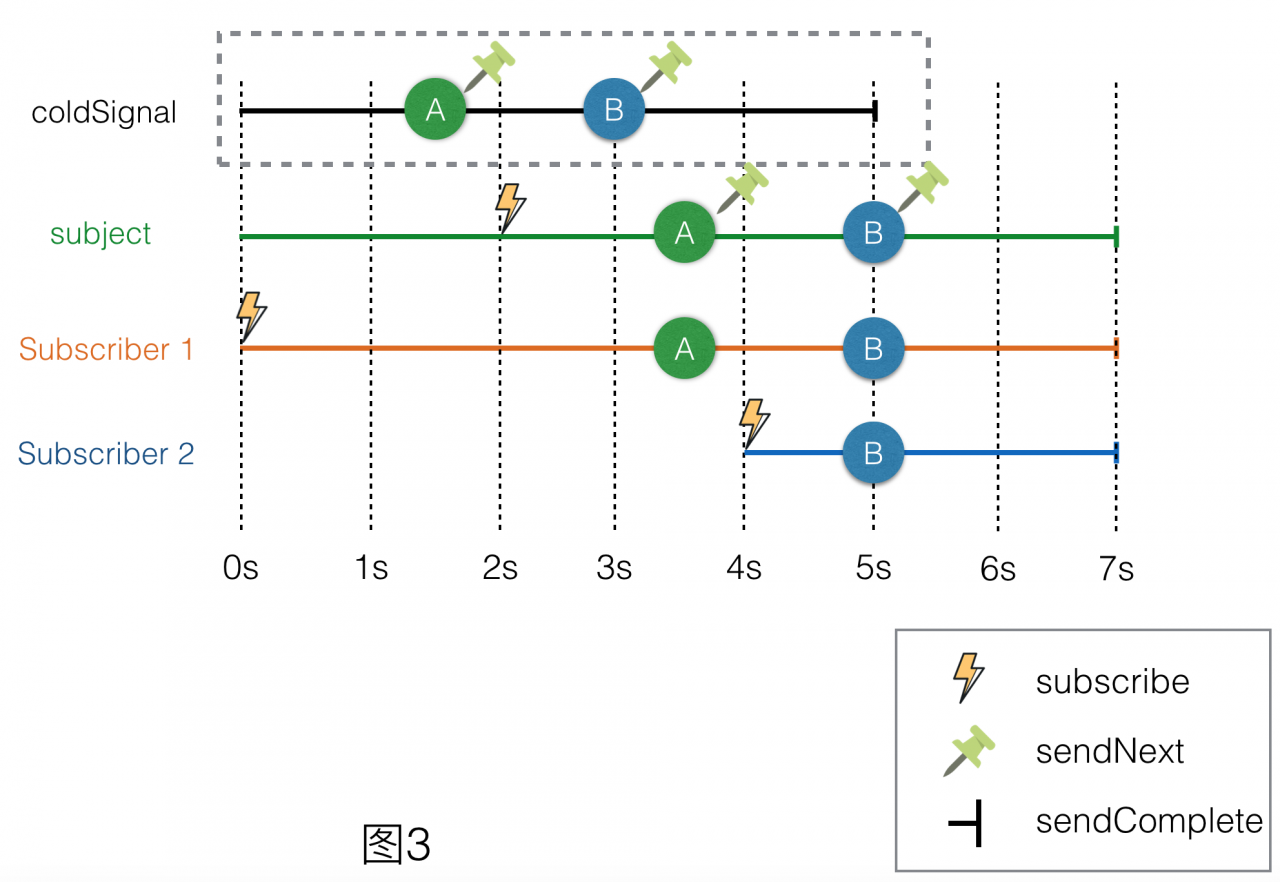 coldSignal
A
B
subject
A
B
Subscriber 1
A
B
Subscriber 2
B
0s
1s
2s
3s
4s
5s
6s
7s
subscribe
sendNext
sendComplete
图3